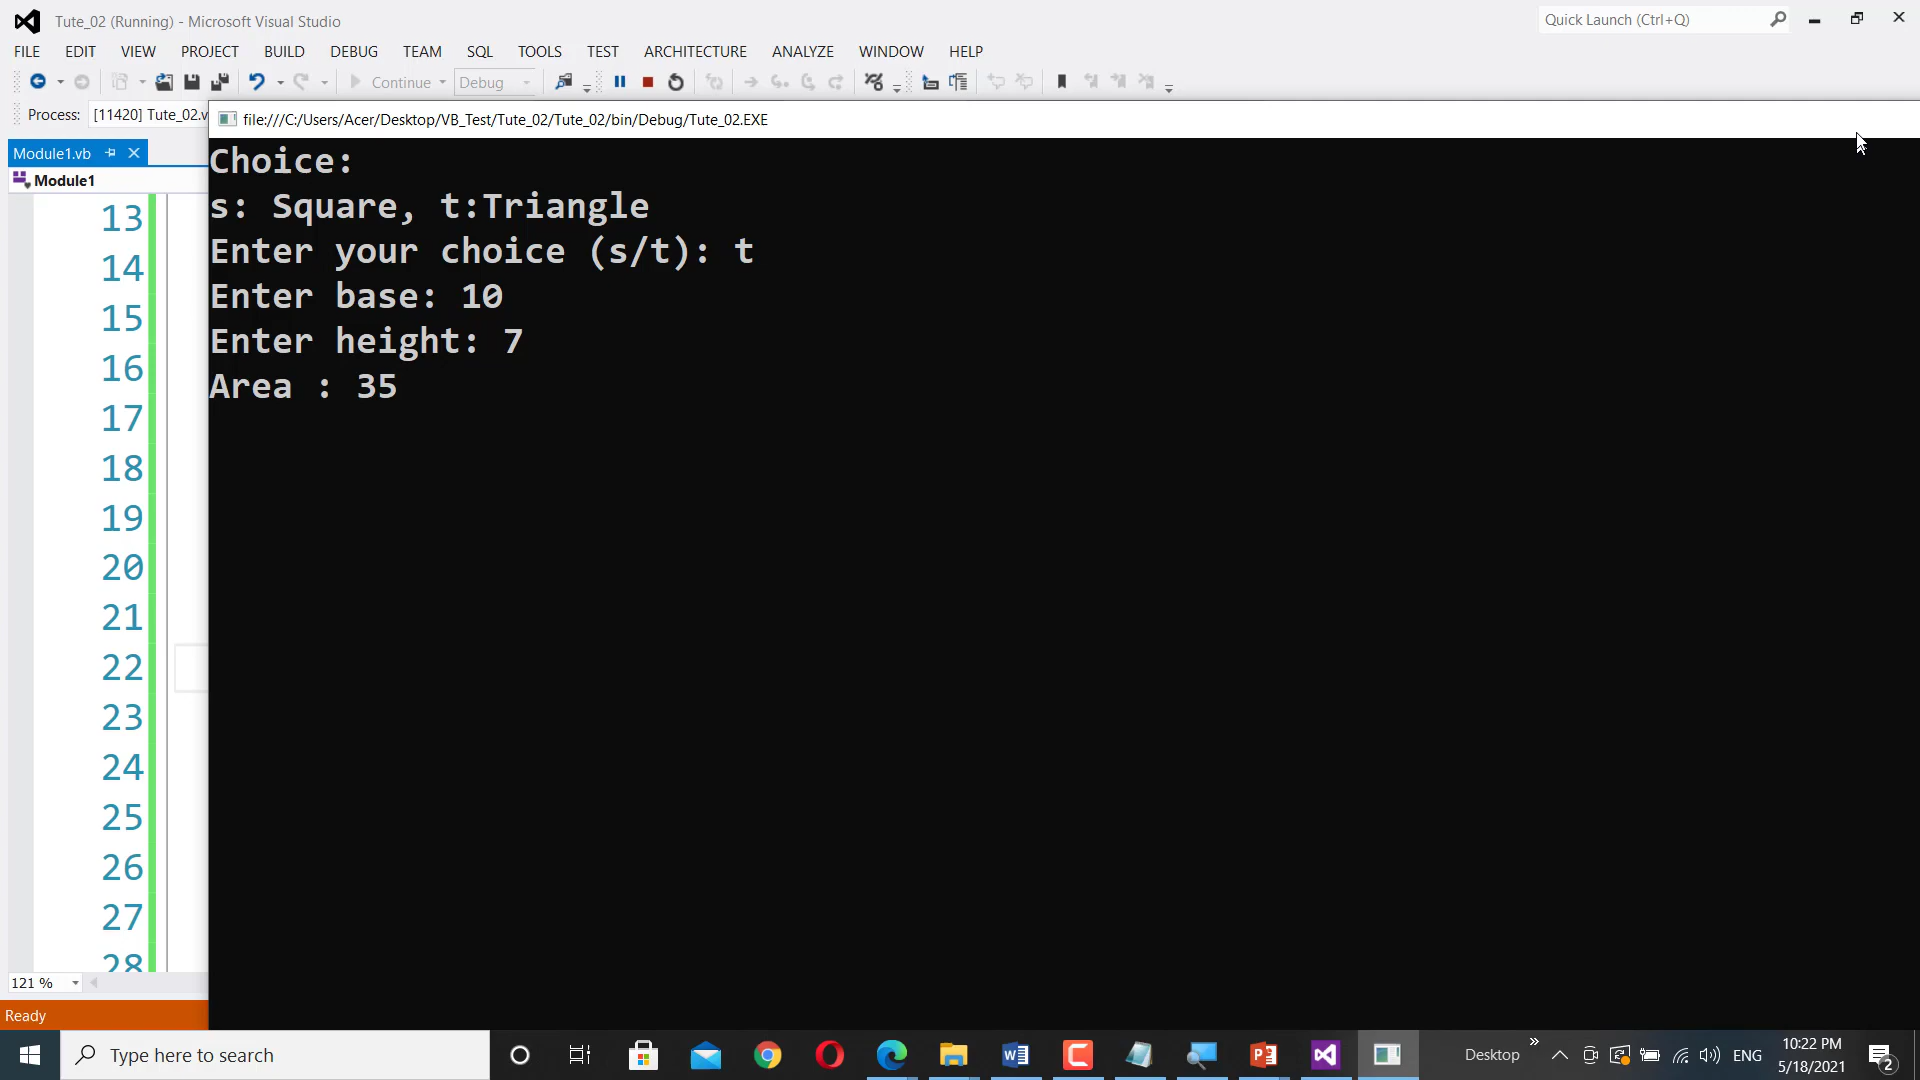 Tute_02 (Running) - Microsoft Visual Studio
Quick Launch (Ctrl+Q)
FILE EDIT VIEW PROJECT BUILD DEBUG TEAM SQL TOOLS TEST ARCHITECTURE ANALYZE WINDOW HELP
Continue Debug
Process: [11420] Tute_02.v
file:///C:/Users/Acer/Desktop/VB_Test/Tute_02/Tute_02/bin/Debug/Tute_02.EXE
Module1.vb
Module1
Choice:
s: Square, t:Triangle
Enter your choice (s/t): t
Enter base: 10
Enter height: 7
Area : 35
13
14
15
16
17
18
19
20
21
22
23
24
25
26
27
28
121 %
Ready
Type here to search
Desktop
ENG
10:22 PM
5/18/2021
2